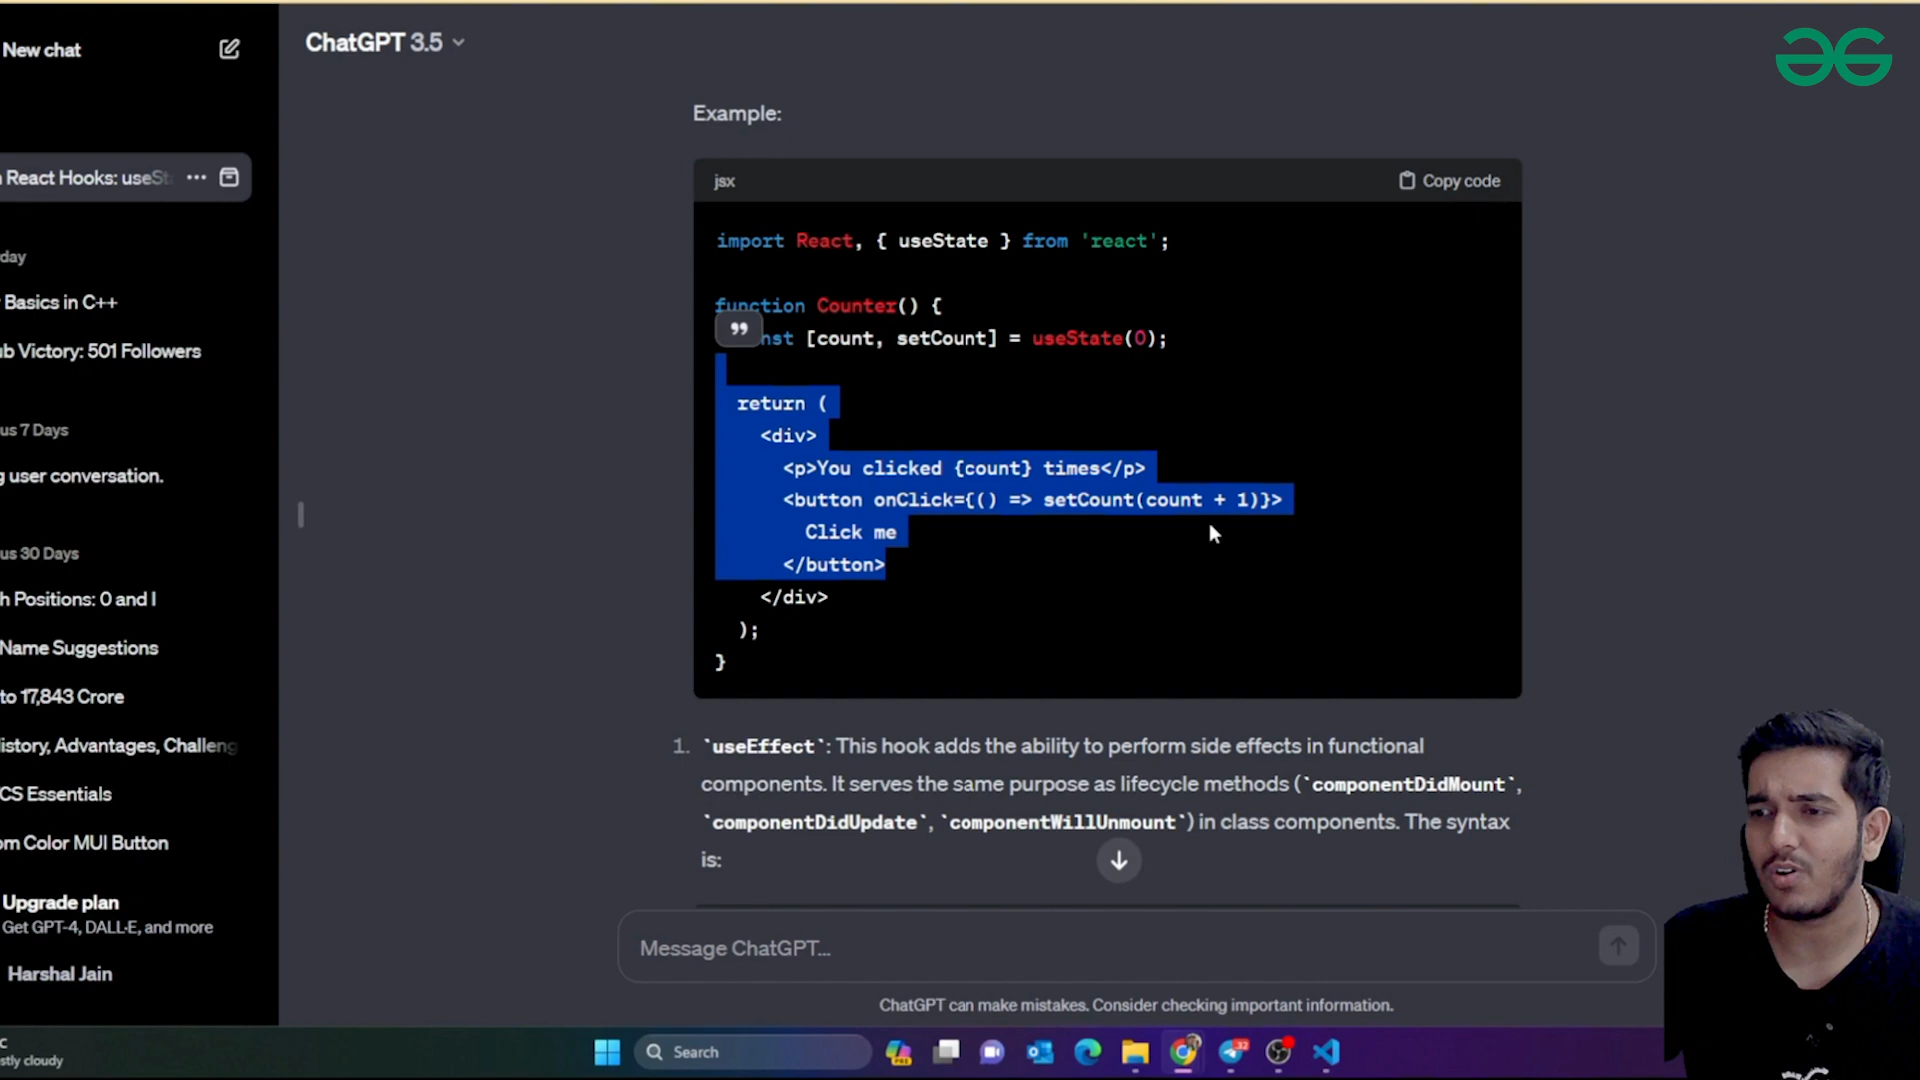 New chat
React Hooks: useSt
day
Basics in C++
ub Victory: 501 Followers
us 7 Days
g user conversation.
us 30 Days
h Positions: 0 and I
Name Suggestions
to 17,843 Crore
istory, Advantages, Challeng
CS Essentials
om Color MUI Button
Upgrade plan
Get GPT-4, DALL·E, and more
Harshal Jain
ChatGPT 3.5
Example:
jsx
Copy code
import React, { useState } from 'react';
function Counter() {
nst [count, setCount] = useState(0);
return (
<div>
<p>You clicked {count} times</p>
<button onClick={() => setCount(count + 1)}>
Click me
</button>
</div>
);
}
1. `useEffect`: This hook adds the ability to perform side effects in functional
components. It serves the same purpose as lifecycle methods (`componentDidMount`,
`componentDidUpdate`, `componentWillUnmount`) in class components. The syntax
is:
Message ChatGPT...
ChatGPT can make mistakes. Consider checking important information.
C
stly cloudy
Search
32